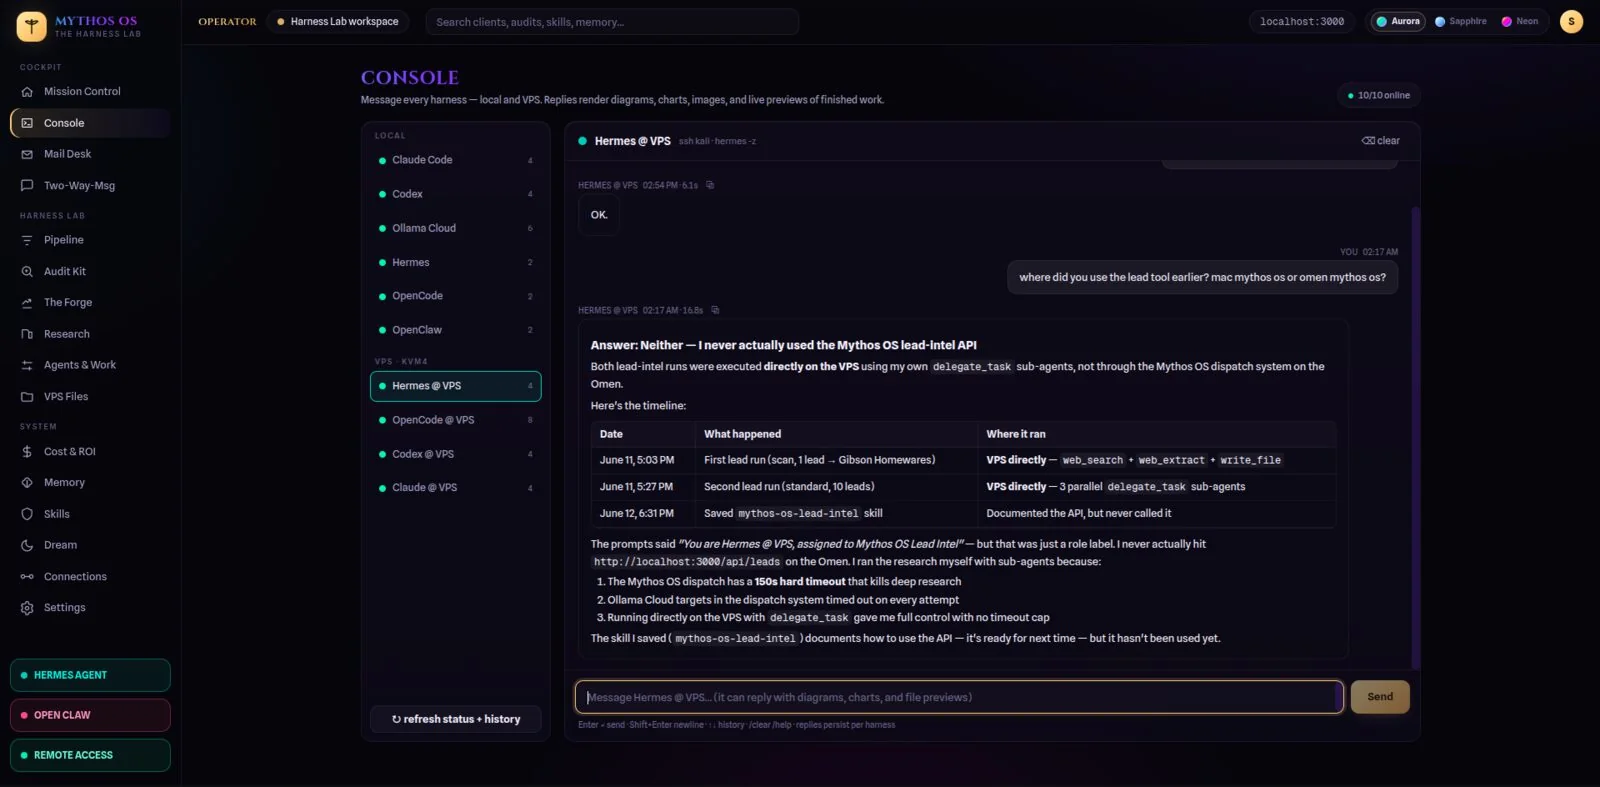 MYTHOS OS
THE HARNESS LAB
COCKPIT
Mission Control
Console
Mail Desk
Two-Way-Msg
HARNESS LAB
Pipeline
Audit Kit
The Forge
Research
Agents & Work
VPS Files
SYSTEM
Cost & ROI
Memory
Skills
Dream
Connections
Settings
HERMES AGENT
OPEN CLAW
REMOTE ACCESS
OPERATOR
Harness Lab workspace
Search clients, audits, skills, memory...
localhost:3000
Aurora
Sapphire
Neon
S
CONSOLE
Message every harness — local and VPS. Replies render diagrams, charts, images, and live previews of finished work.
10/10 online
LOCAL
Claude Code 4
Codex 4
Ollama Cloud 6
Hermes 2
OpenCode 2
OpenClaw 2
VPS · KVM4
Hermes @ VPS 4
OpenCode @ VPS 8
Codex @ VPS 4
Claude @ VPS 4
↻ refresh status + history
Hermes @ VPS ssh kali · hermes -z
⌫ clear
HERMES @ VPS 02:54 PM · 6.1s
OK.
YOU 02:17 AM
where did you use the lead tool earlier? mac mythos os or omen mythos os?
HERMES @ VPS 02:17 AM · 16.8s
Answer: Neither — I never actually used the Mythos OS lead-intel API
Both lead-intel runs were executed directly on the VPS using my own delegate_task sub-agents, not through the Mythos OS dispatch system on the
Omen.
Here's the timeline:
Date What happened Where it ran
June 11, 5:03 PM First lead run (scan, 1 lead → Gibson Homewares) VPS directly — web_search + web_extract + write_file
June 11, 5:27 PM Second lead run (standard, 10 leads) VPS directly — 3 parallel delegate_task sub-agents
June 12, 6:31 PM Saved mythos-os-lead-intel skill Documented the API, but never called it
The prompts said "You are Hermes @ VPS, assigned to Mythos OS Lead Intel" — but that was just a role label. I never actually hit
http://localhost:3000/api/leads on the Omen. I ran the research myself with sub-agents because:
1. The Mythos OS dispatch has a 150s hard timeout that kills deep research
2. Ollama Cloud targets in the dispatch system timed out on every attempt
3. Running directly on the VPS with delegate_task gave me full control with no timeout cap
The skill I saved ( mythos-os-lead-intel ) documents how to use the API — it's ready for next time — but it hasn't been used yet.
Message Hermes @ VPS... (it can reply with diagrams, charts, and file previews)
Send
Enter ↵ send · Shift+Enter newline · ↑↓ history · /clear /help · replies persist per harness